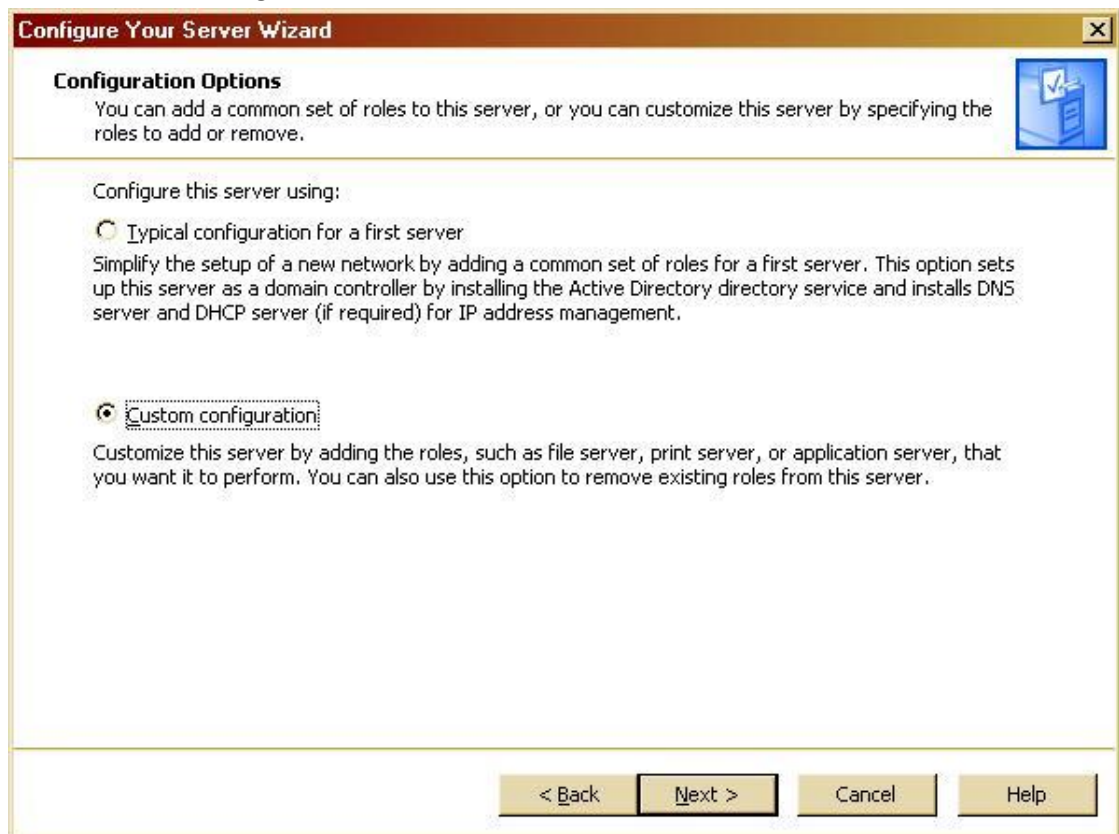 Configure Your Server Wizard
Configuration Options
You can add a common set of roles to this server, or you can customize this server by specifying the
roles to add or remove.
Configure this server using:
Typical configuration for a first server
Simplify the setup of a new network by adding a common set of roles for a first server. This option sets
up this server as a domain controller by installing the Active Directory directory service and installs DNS
server and DHCP server (if required) for IP address management.
Custom configuration
Customize this server by adding the roles, such as file server, print server, or application server, that
you want it to perform. You can also use this option to remove existing roles from this server.
< Back Next > Cancel Help